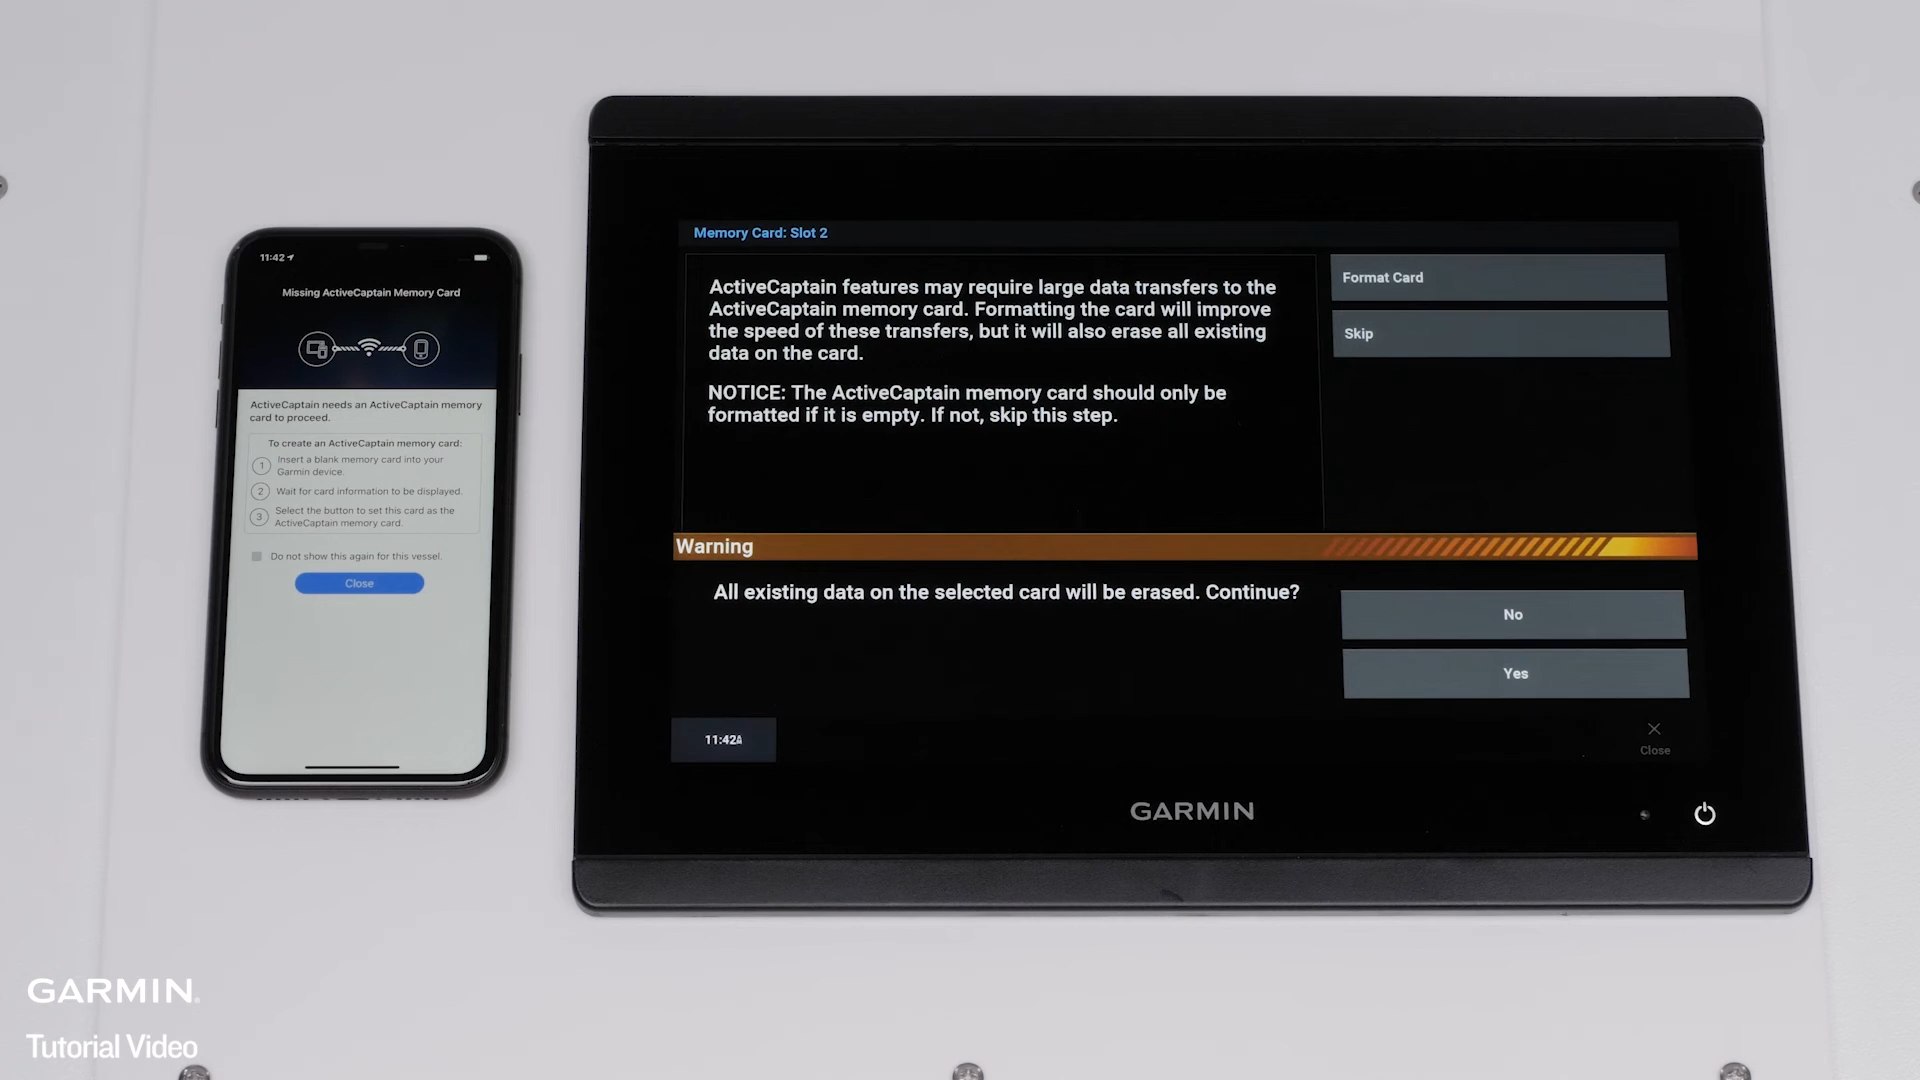 11:42
Missing ActiveCaptain Memory Card
ActiveCaptain needs an ActiveCaptain memory
card to proceed.
To create an ActiveCaptain memory card:
1 Insert a blank memory card into your
Garmin device.
2 Wait for card information to be displayed.
3 Select the button to set this card as the
ActiveCaptain memory card.
Do not show this again for this vessel.
Close
Memory Card: Slot 2
ActiveCaptain features may require large data transfers to the
ActiveCaptain memory card. Formatting the card will improve
the speed of these transfers, but it will also erase all existing
data on the card.
NOTICE: The ActiveCaptain memory card should only be
formatted if it is empty. If not, skip this step.
Format Card
Skip
Warning
All existing data on the selected card will be erased. Continue?
No
Yes
11:42A
Close
GARMIN
GARMIN.
Tutorial Video